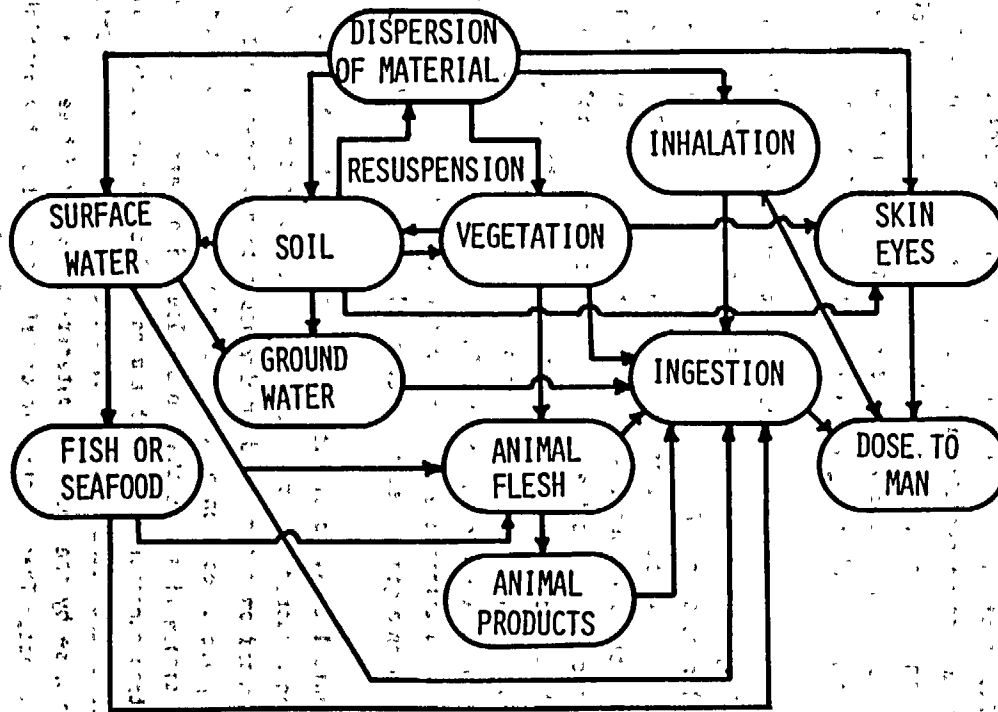 DISPERSION
OF MATERIAL
INHALATION
RESUSPENSION
SURFACE
WATER
SOIL
VEGETATION
SKIN
EYES
GROUND
WATER
INGESTION
FISH OR
SEAFOOD
ANIMAL
FLESH
DOSE TO
MAN
ANIMAL
PRODUCTS